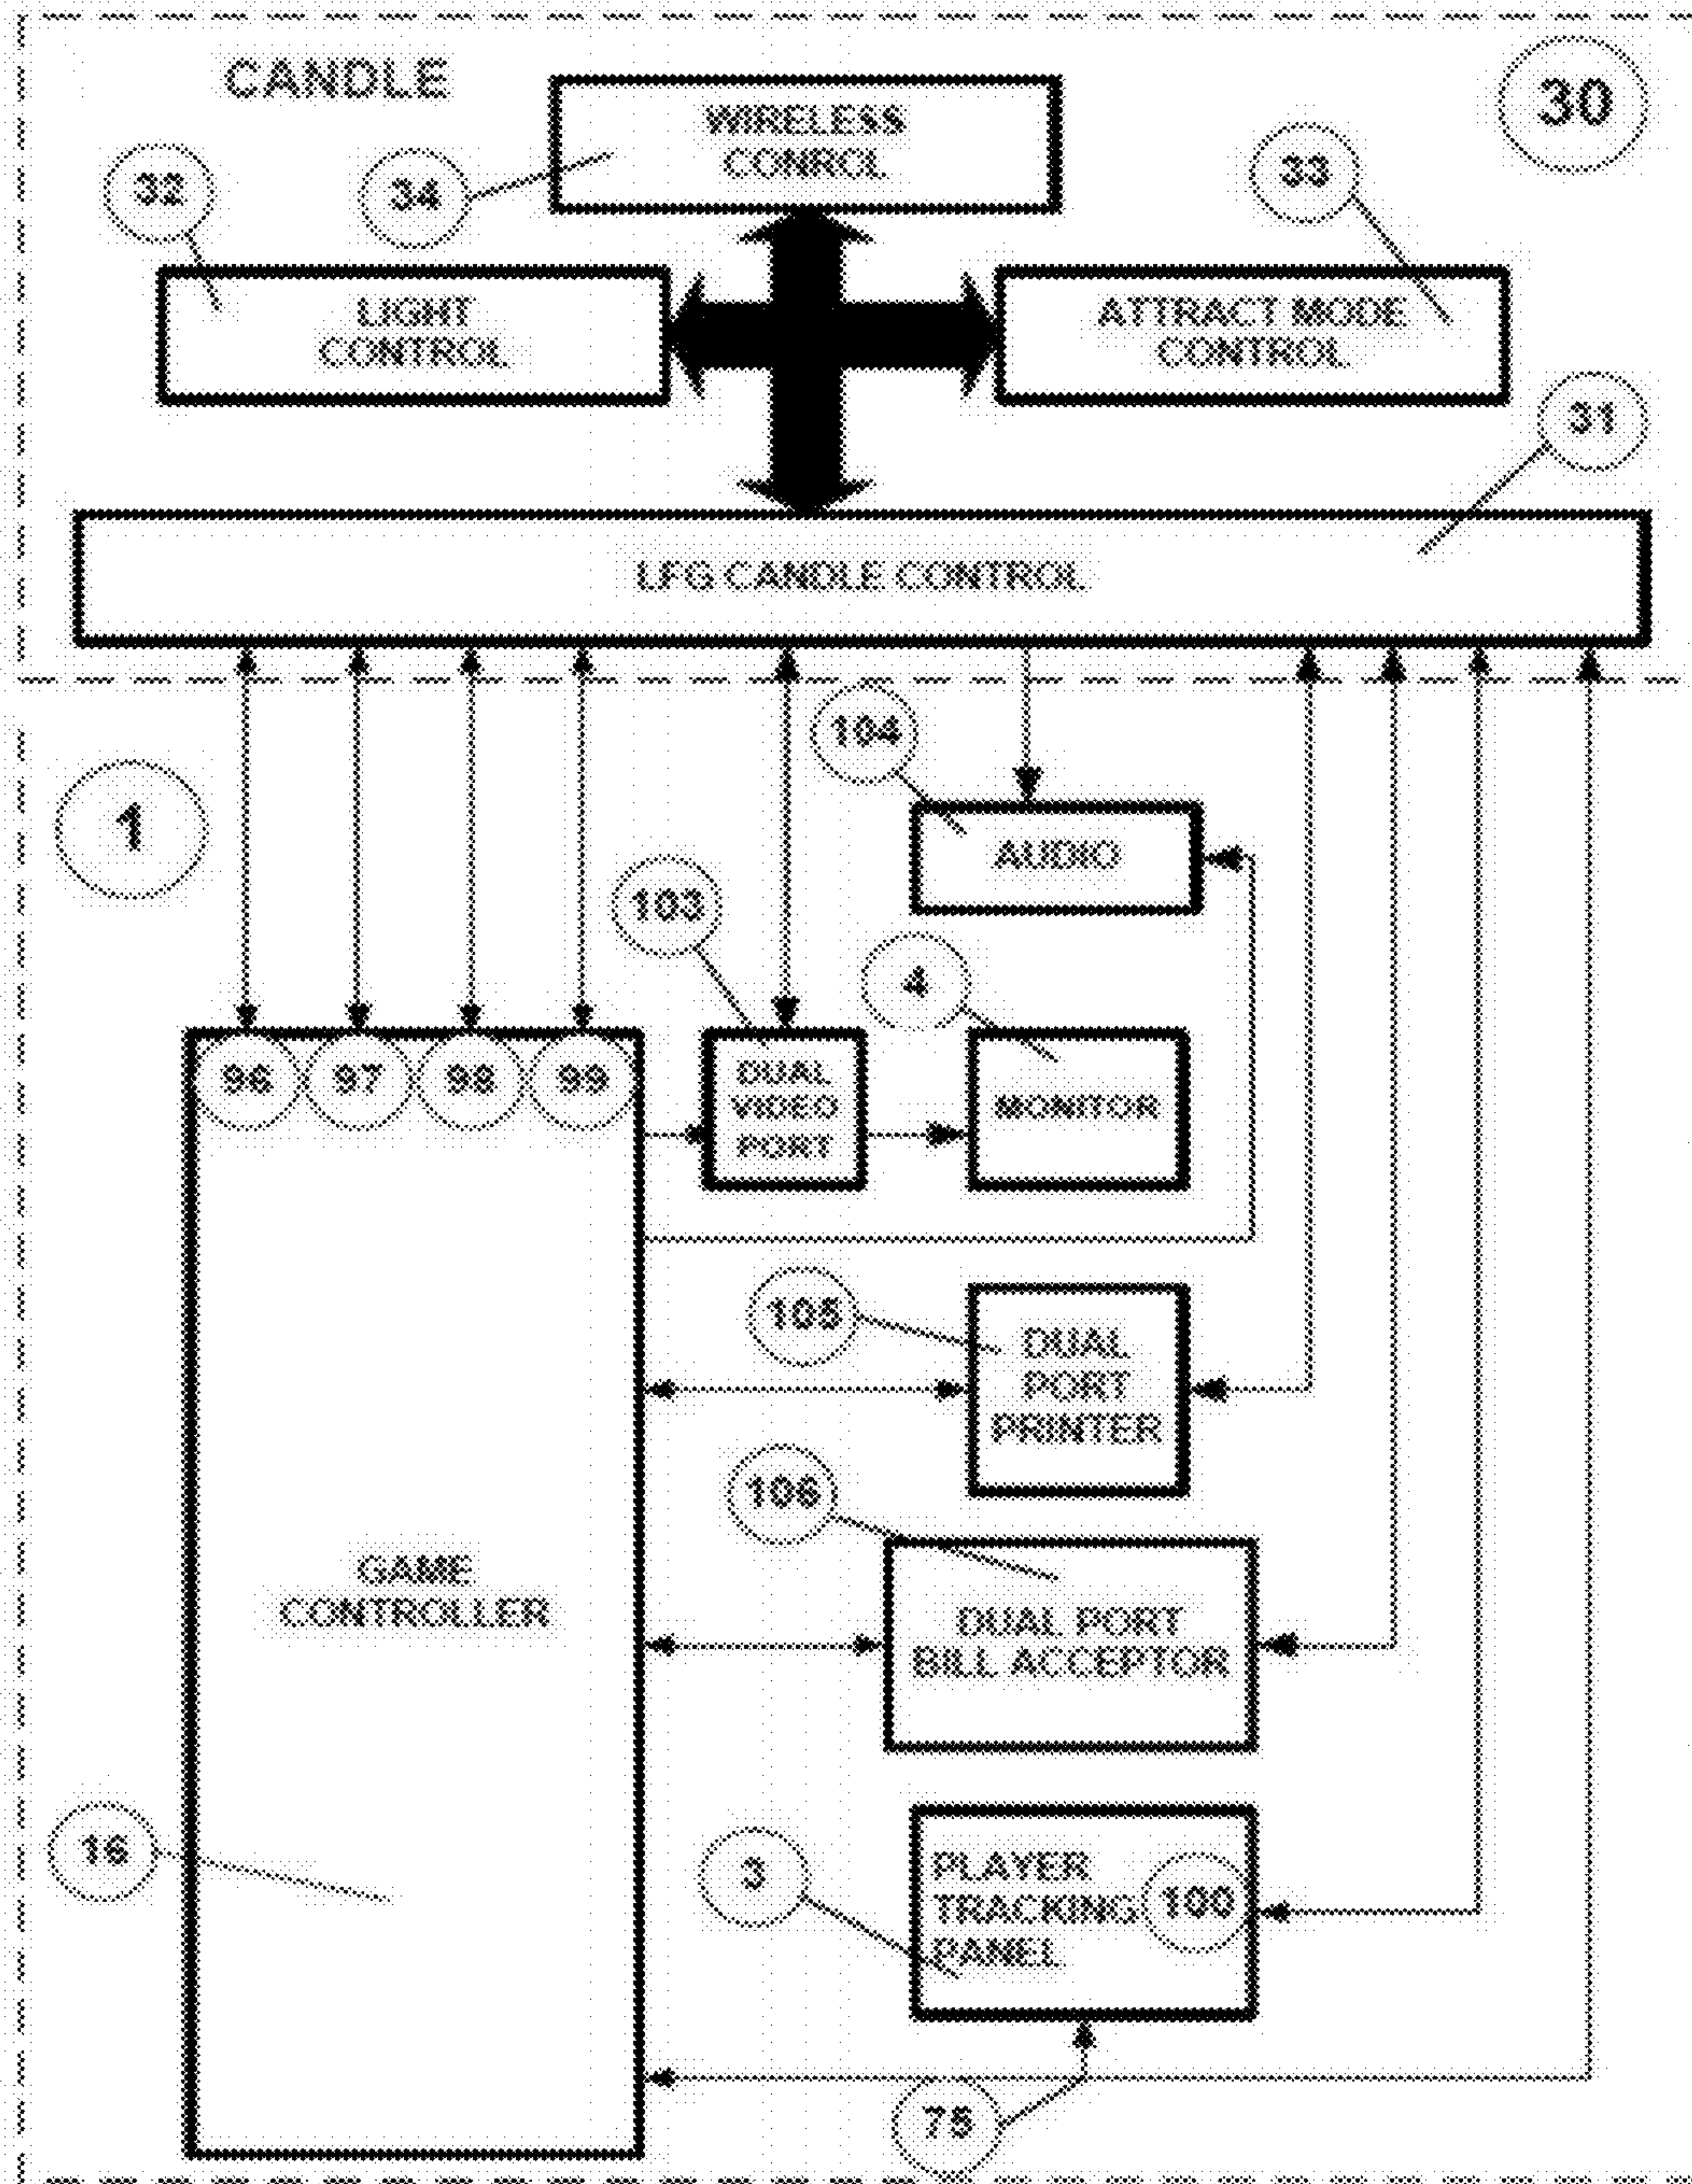 CANDLE
30
WIRELESS
CONRCL
32
34
33
LIGHT
CONTROL
ATTRACT MODE
CONTROL
31
LFG CANDLE CONTROL
104
1
AUDIO
103
4
96
97
98
99
DUAL
VIDEO
PORT
MONITOR
105
DUAL
PORT
PRINTER
106
GAME
CONTROLLER
DUAL PORT
BILL ACCEPTOR
16
3
PLAYER
TRACKING
PANEL
100
75